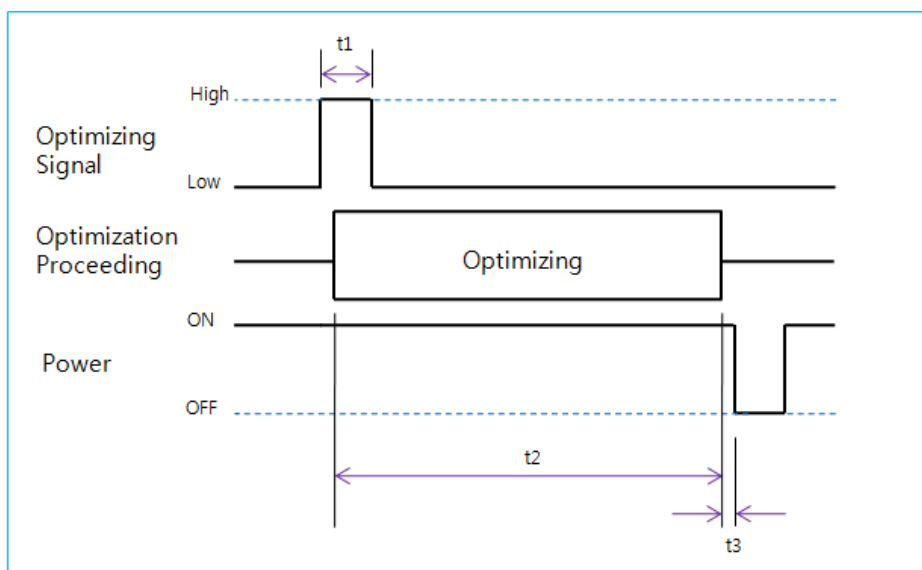 t1
High
Optimizing
Signal
Low
Optimization
Proceeding
Optimizing
ON
Power
OFF
t2
t3